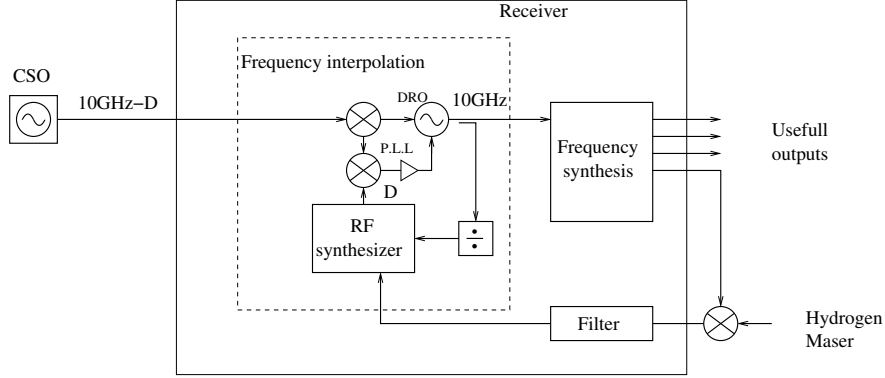 Receiver
Frequency interpolation
CSO
10GHz-D
DRO
10GHz
P.L.L
D
RF
synthesizer
Frequency
synthesis
Usefull
outputs
Filter
Hydrogen
Maser